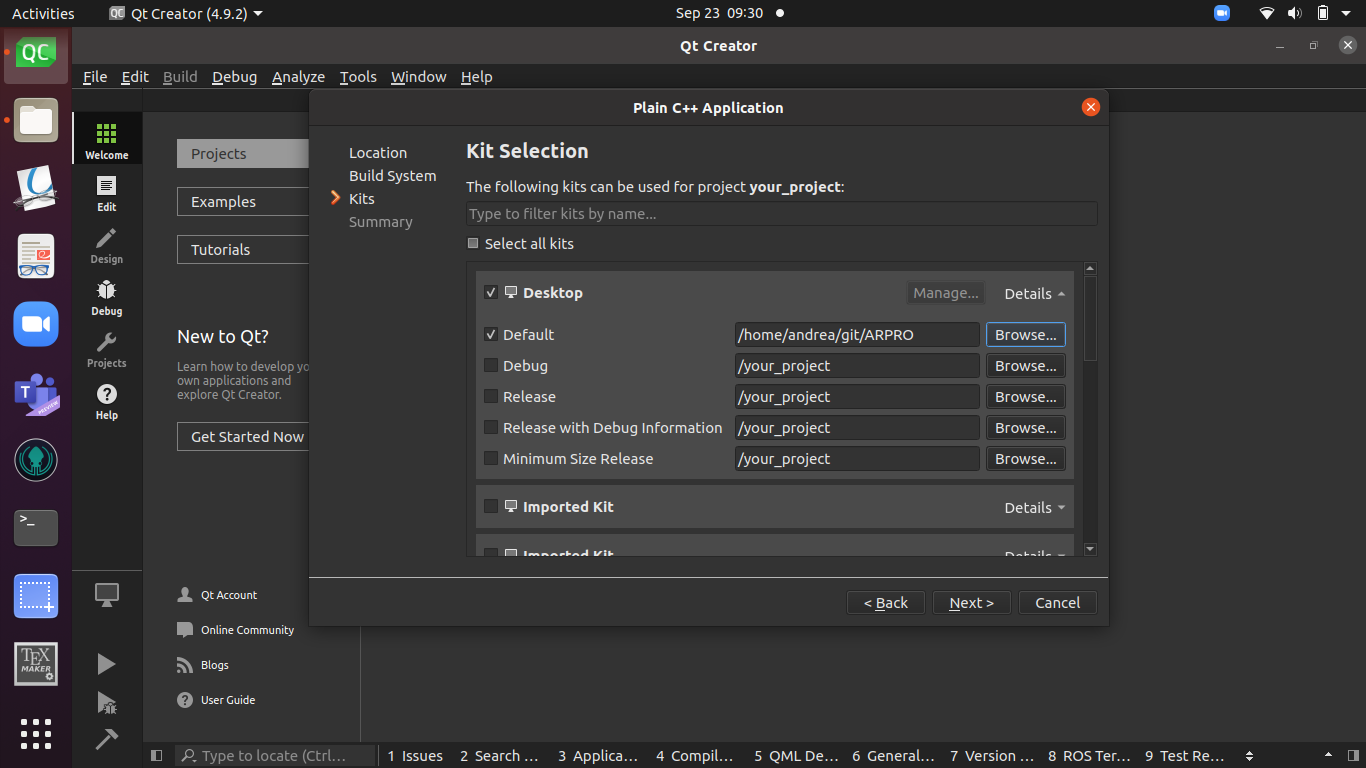 Activities
QC Qt Creator (4.9.2)
Sep 23 09:30
Qt Creator
File Edit Build Debug Analyze Tools Window Help
QC
Welcome
Edit
Design
Debug
Projects
Help
Projects
Examples
Tutorials
New to Qt?
Learn how to develop yo
own applications and
explore Qt Creator.
Get Started Now
Qt Account
Online Community
Blogs
User Guide
Plain C++ Application
Location
Build System
Kits
Summary
Kit Selection
The following kits can be used for project your_project:
Type to filter kits by name...
Select all kits
Desktop Manage... Details
Default /home/andrea/git/ARPRO Browse...
Debug /your_project Browse...
Release /your_project Browse...
Release with Debug Information /your_project Browse...
Minimum Size Release /your_project Browse...
Imported Kit Details
Imported Kit Details
< Back Next > Cancel
QC
T
PREVIEW
>_
TEX
MAKER
Type to locate (Ctrl... 1 Issues 2 Search ... 3 Applica... 4 Compil... 5 QML De... 6 General... 7 Version ... 8 ROS Ter... 9 Test Re...